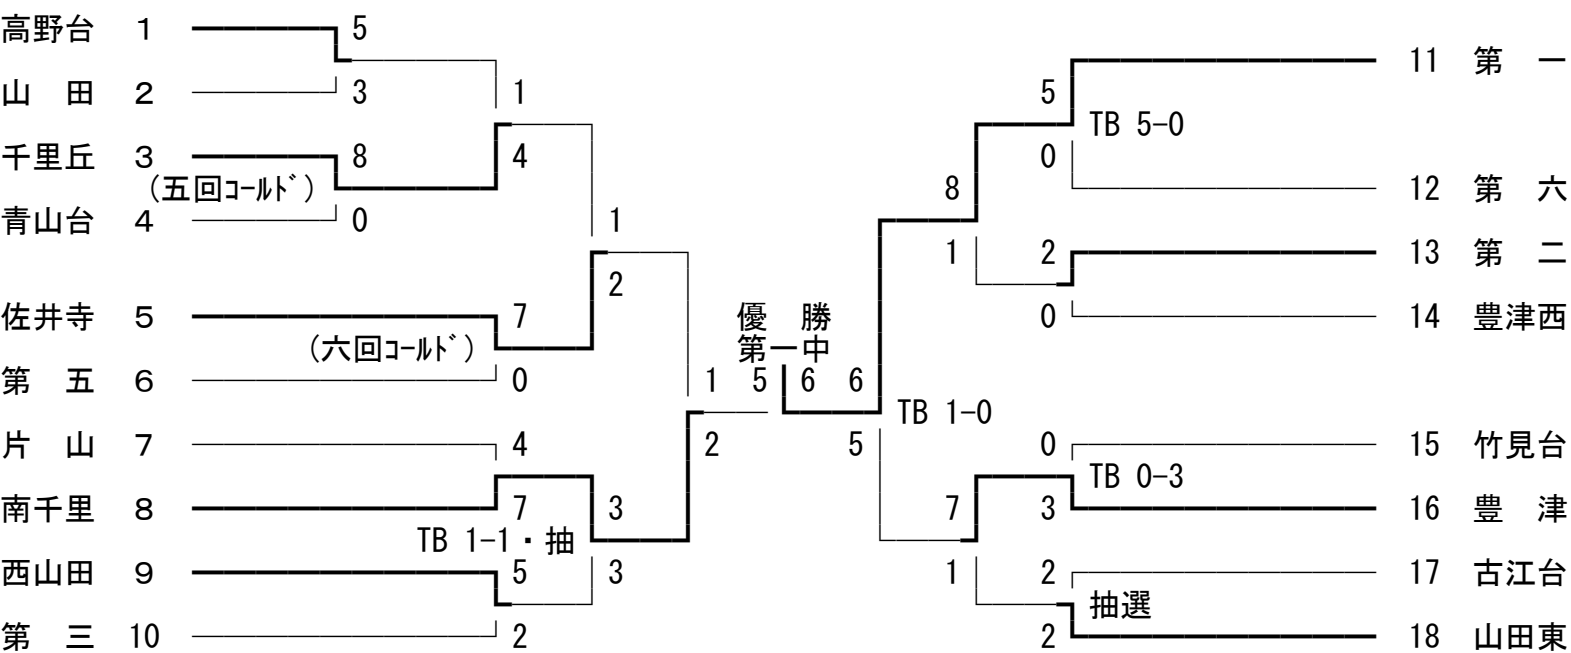 高野台 1 5
山 田 2 3
千里丘 3 8
(五回ｺｰﾙﾄﾞ)
青山台 4 0
1
4
佐井寺 5 7
(六回ｺｰﾙﾄﾞ)
第 五 6 0
1
2
片 山 7 4
南千里 8 7
TB 1-1・抽
西山田 9 5
第 三 10 2
3
3
1
2
優 勝
第一中
5 6
6
5
TB 1-0
8
1
5 11 第 一
TB 5-0
0 12 第 六
2 13 第 二
0 14 豊津西
7
1
0 15 竹見台
TB 0-3
3 16 豊 津
2 17 古江台
抽選
2 18 山田東